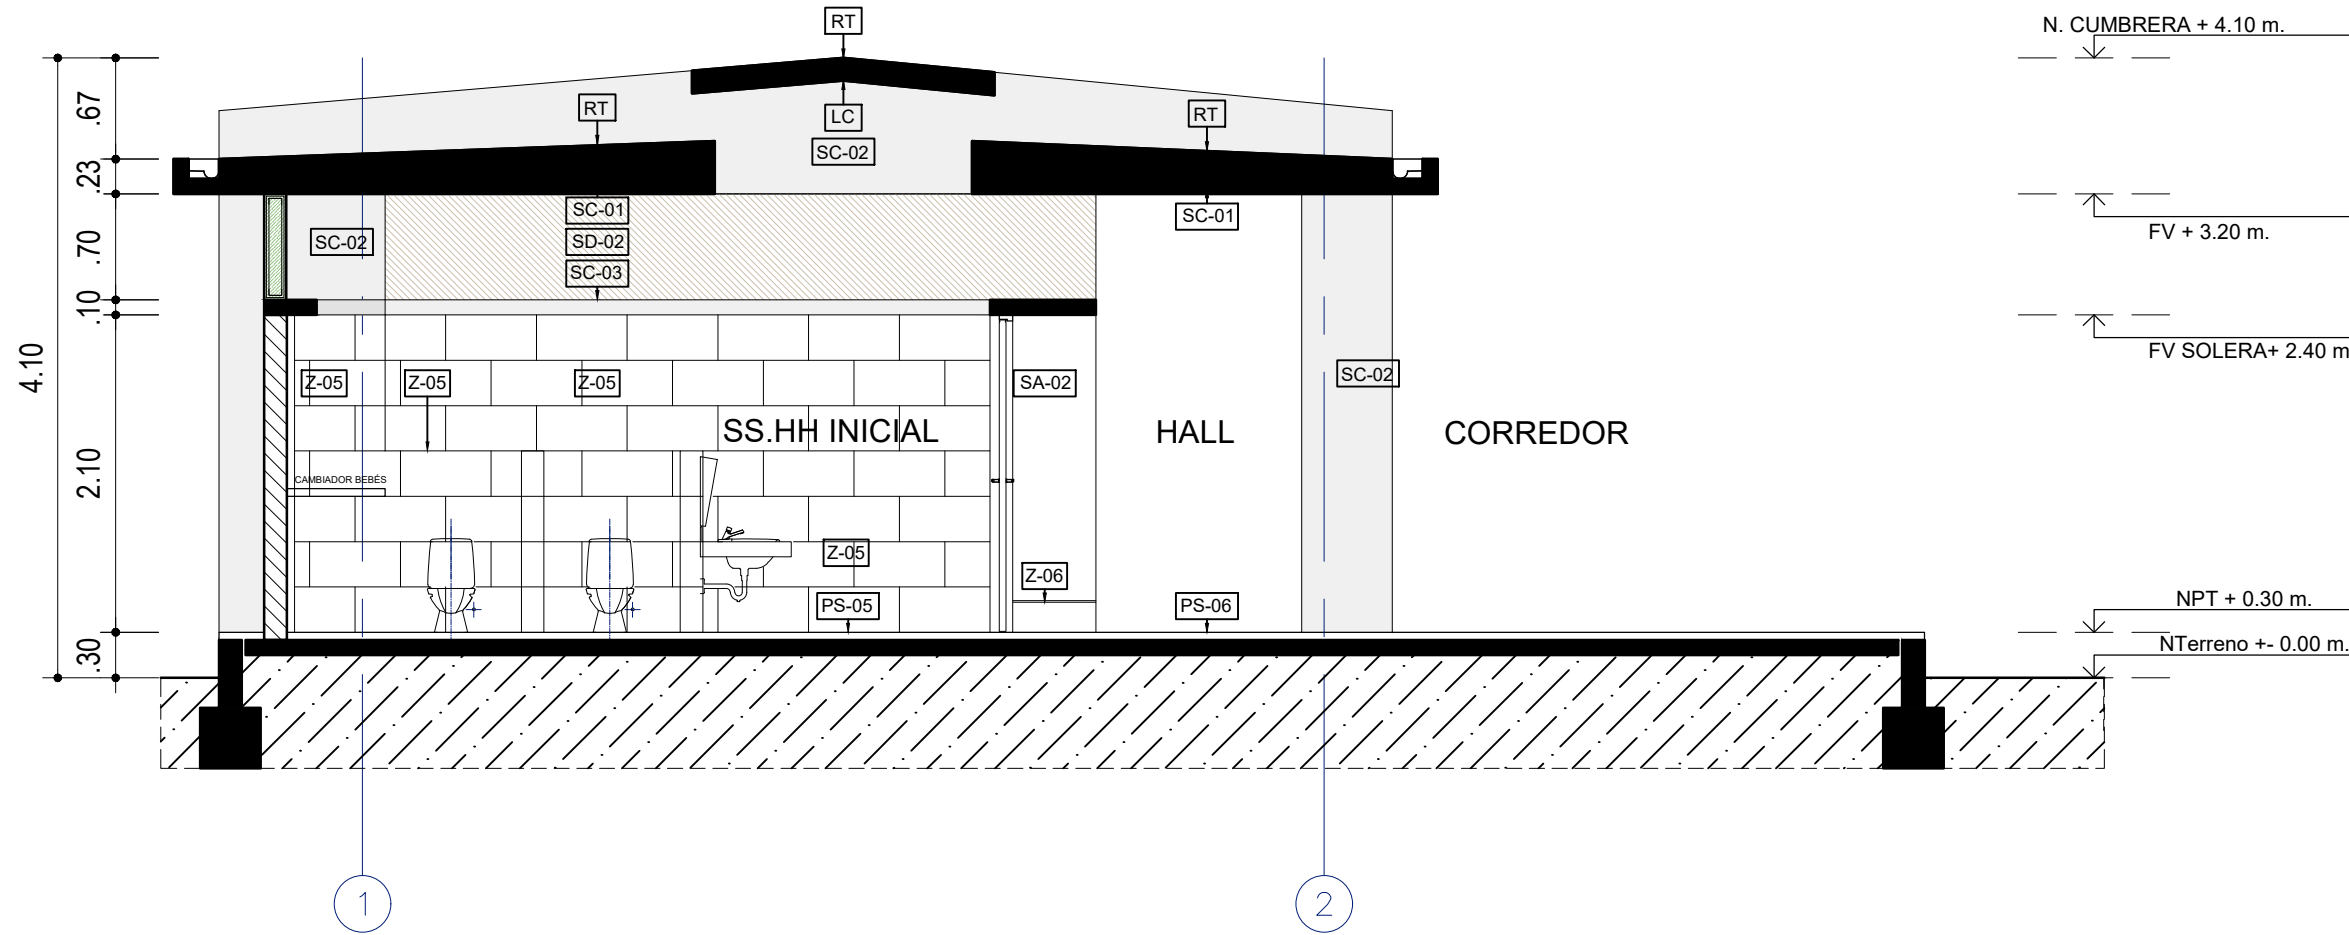 RT
N. CUMBRERA + 4.10 m.
.67
RT
LC
RT
SC-02
.23
SC-01
SC-01
SC-02
SD-02
FV + 3.20 m.
.70
SC-03
.10
4.10
FV SOLERA+ 2.40 m
Z-05
Z-05
Z-05
SA-02
SC-02
SS.HH INICIAL
HALL
CORREDOR
2.10
CAMBIADOR BEBÉS
Z-05
Z-06
PS-05
PS-06
NPT + 0.30 m.
.30
NTerreno +- 0.00 m.
1
2